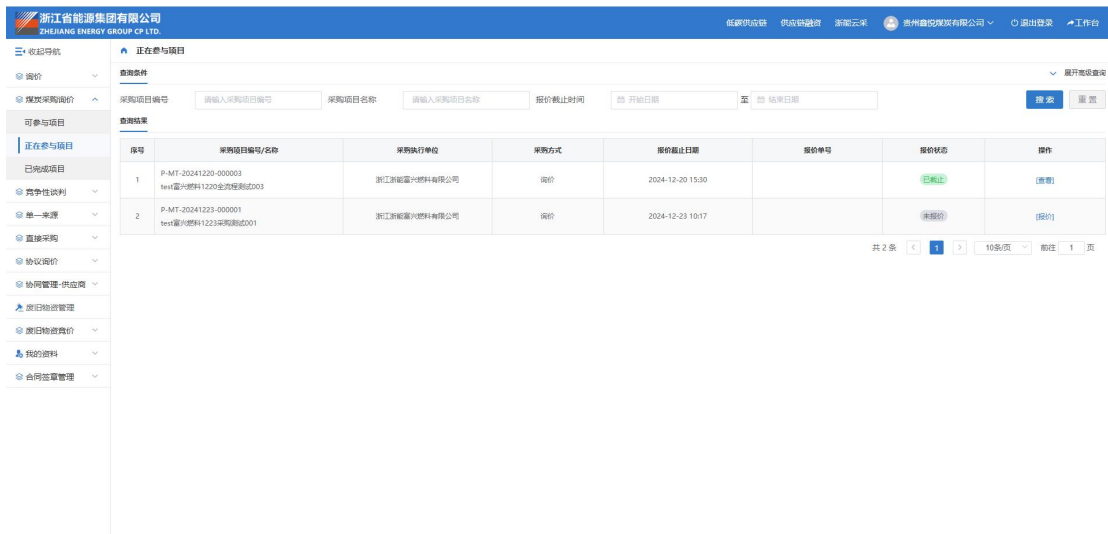 浙江省能源集团有限公司
ZHEJIANG ENERGY GROUP CP LTD.
低碳供应链 供应链融资 浙能云采 贵州鑫悦煤炭有限公司 退出登录 工作台
收起导航
询价
煤炭采购询价
可参与项目
正在参与项目
已完成项目
竞争性谈判
单一来源
直接采购
协议询价
协同管理-供应商
废旧物资管理
废旧物资竞价
我的资料
合同签章管理
正在参与项目
查询条件 展开高级查询
采购项目编号 请输入采购项目编号 采购项目名称 请输入采购项目名称 报价截止时间 开始日期 至 结束日期 搜索 重置
查询结果
序号 采购项目编号/名称 采购执行单位 采购方式 报价截止日期 报价单号 报价状态 操作
1 P-MT-20241220-000003 浙江浙能富兴燃料有限公司 询价 2024-12-20 15:30 已截止 [查看]
test富兴燃料1220全流程测试003
2 P-MT-20241223-000001 浙江浙能富兴燃料有限公司 询价 2024-12-23 10:17 未报价 [报价]
test富兴燃料1223采购测试001
共 2 条 < 1 > 10条/页 前往 1 页